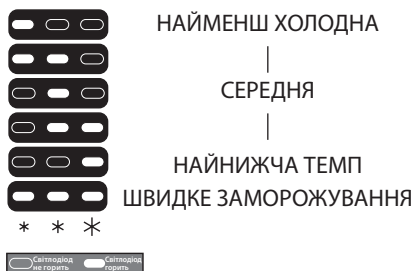 НАЙМЕНШ ХОЛОДНА
СЕРЕДНЯ
НАЙНИЖЧА ТЕМП
ШВИДКЕ ЗАМОРОЖУВАННЯ
Світлодіод не горить
Світлодіод горить